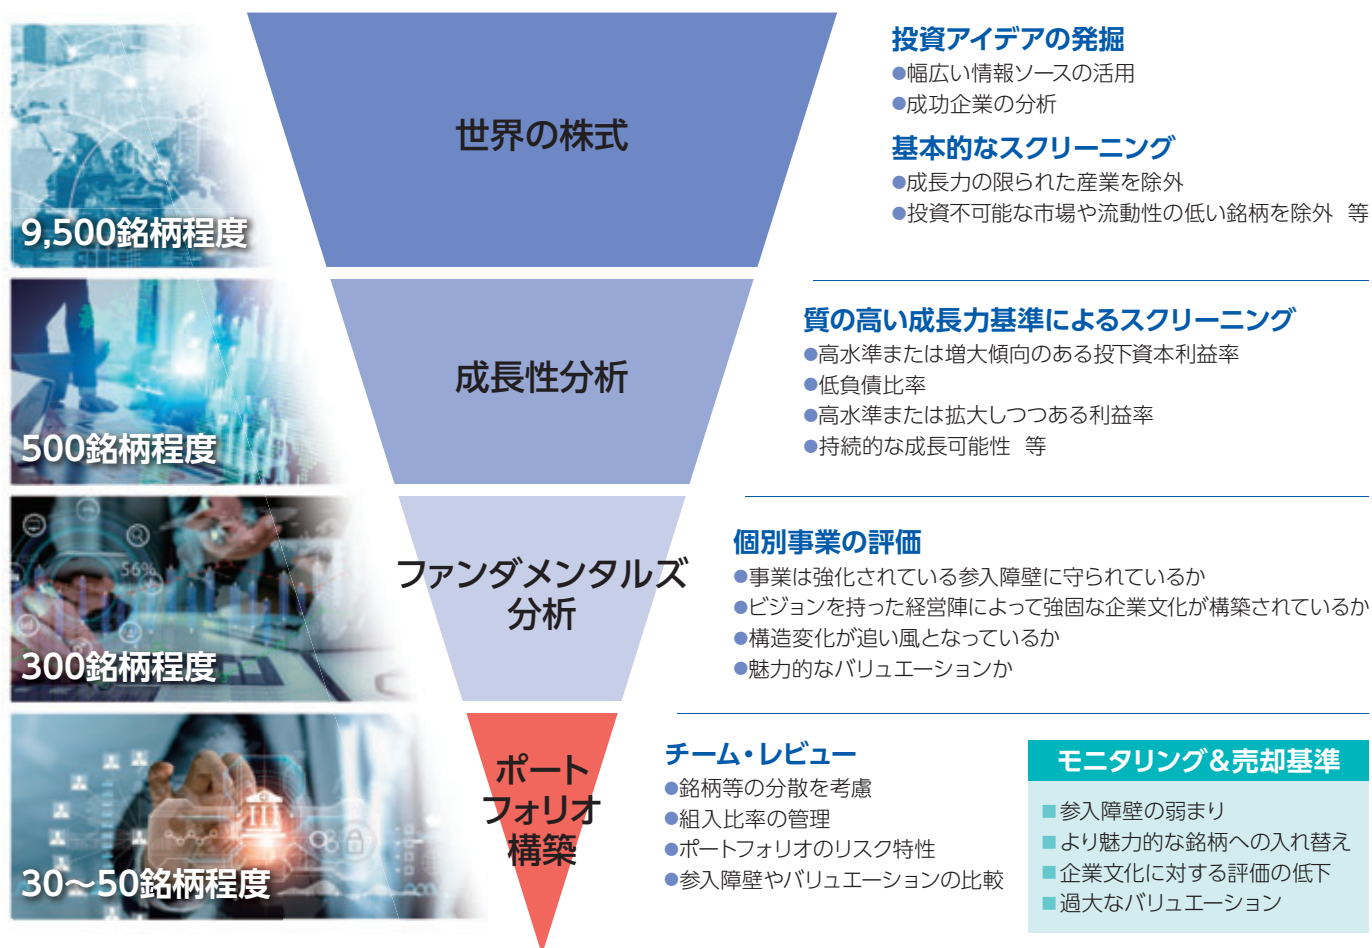 世界の株式
9,500銘柄程度
投資アイデアの発掘
●幅広い情報ソースの活用
●成功企業の分析
基本的なスクリーニング
●成長力の限られた産業を除外
●投資不可能な市場や流動性の低い銘柄を除外 等
成長性分析
500銘柄程度
質の高い成長力基準によるスクリーニング
●高水準または増大傾向のある投下資本利益率
●低負債比率
●高水準または拡大しつつある利益率
●持続的な成長可能性 等
ファンダメンタルズ
分析
56%
300銘柄程度
個別事業の評価
●事業は強化されている参入障壁に守られているか
●ビジョンを持った経営陣によって強固な企業文化が構築されているか
●構造変化が追い風となっているか
●魅力的なバリュエーションか
ポート
フォリオ
構築
30～50銘柄程度
チーム・レビュー
●銘柄等の分散を考慮
●組入比率の管理
●ポートフォリオのリスク特性
●参入障壁やバリュエーションの比較
モニタリング＆売却基準
■参入障壁の弱まり
■より魅力的な銘柄への入れ替え
■企業文化に対する評価の低下
■過大なバリュエーション